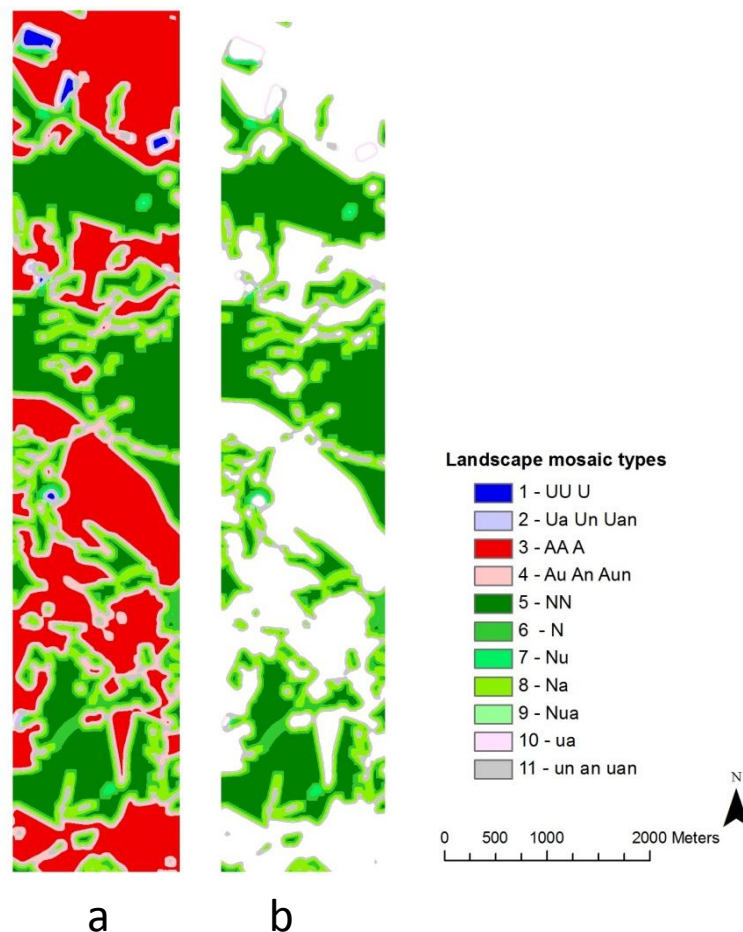 Landscape mosaic types
1 - UU U
2 - Ua Un Uan
3 - AA A
4 - Au An Aun
5 - NN
6 - N
7 - Nu
8 - Na
9 - Nua
10 - ua
11 - un an uan
N
0 500 1000 2000 Meters
a b